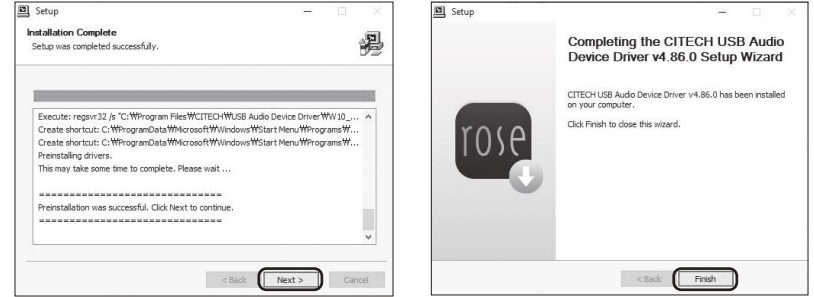 Setup
Installation Complete
Setup was completed successfully.
Execute: regsvr32 /s "C:₩Program Files₩CITECH₩USB Audio Device Driver₩W10_...
Create shortcut: C:₩ProgramData₩Microsoft₩Windows₩Start Menu₩Programs₩...
Create shortcut: C:₩ProgramData₩Microsoft₩Windows₩Start Menu₩Programs₩...
Preinstalling drivers.
This may take some time to complete. Please wait ...
==============================
Preinstallation was successful. Click Next to continue.
==============================
< Back
Next >
Cancel
Setup
Completing the CITECH USB Audio
Device Driver v4.86.0 Setup Wizard
CITECH USB Audio Device Driver v4.86.0 has been installed
on your computer.
Click Finish to close this wizard.
rose
< Back
Finish